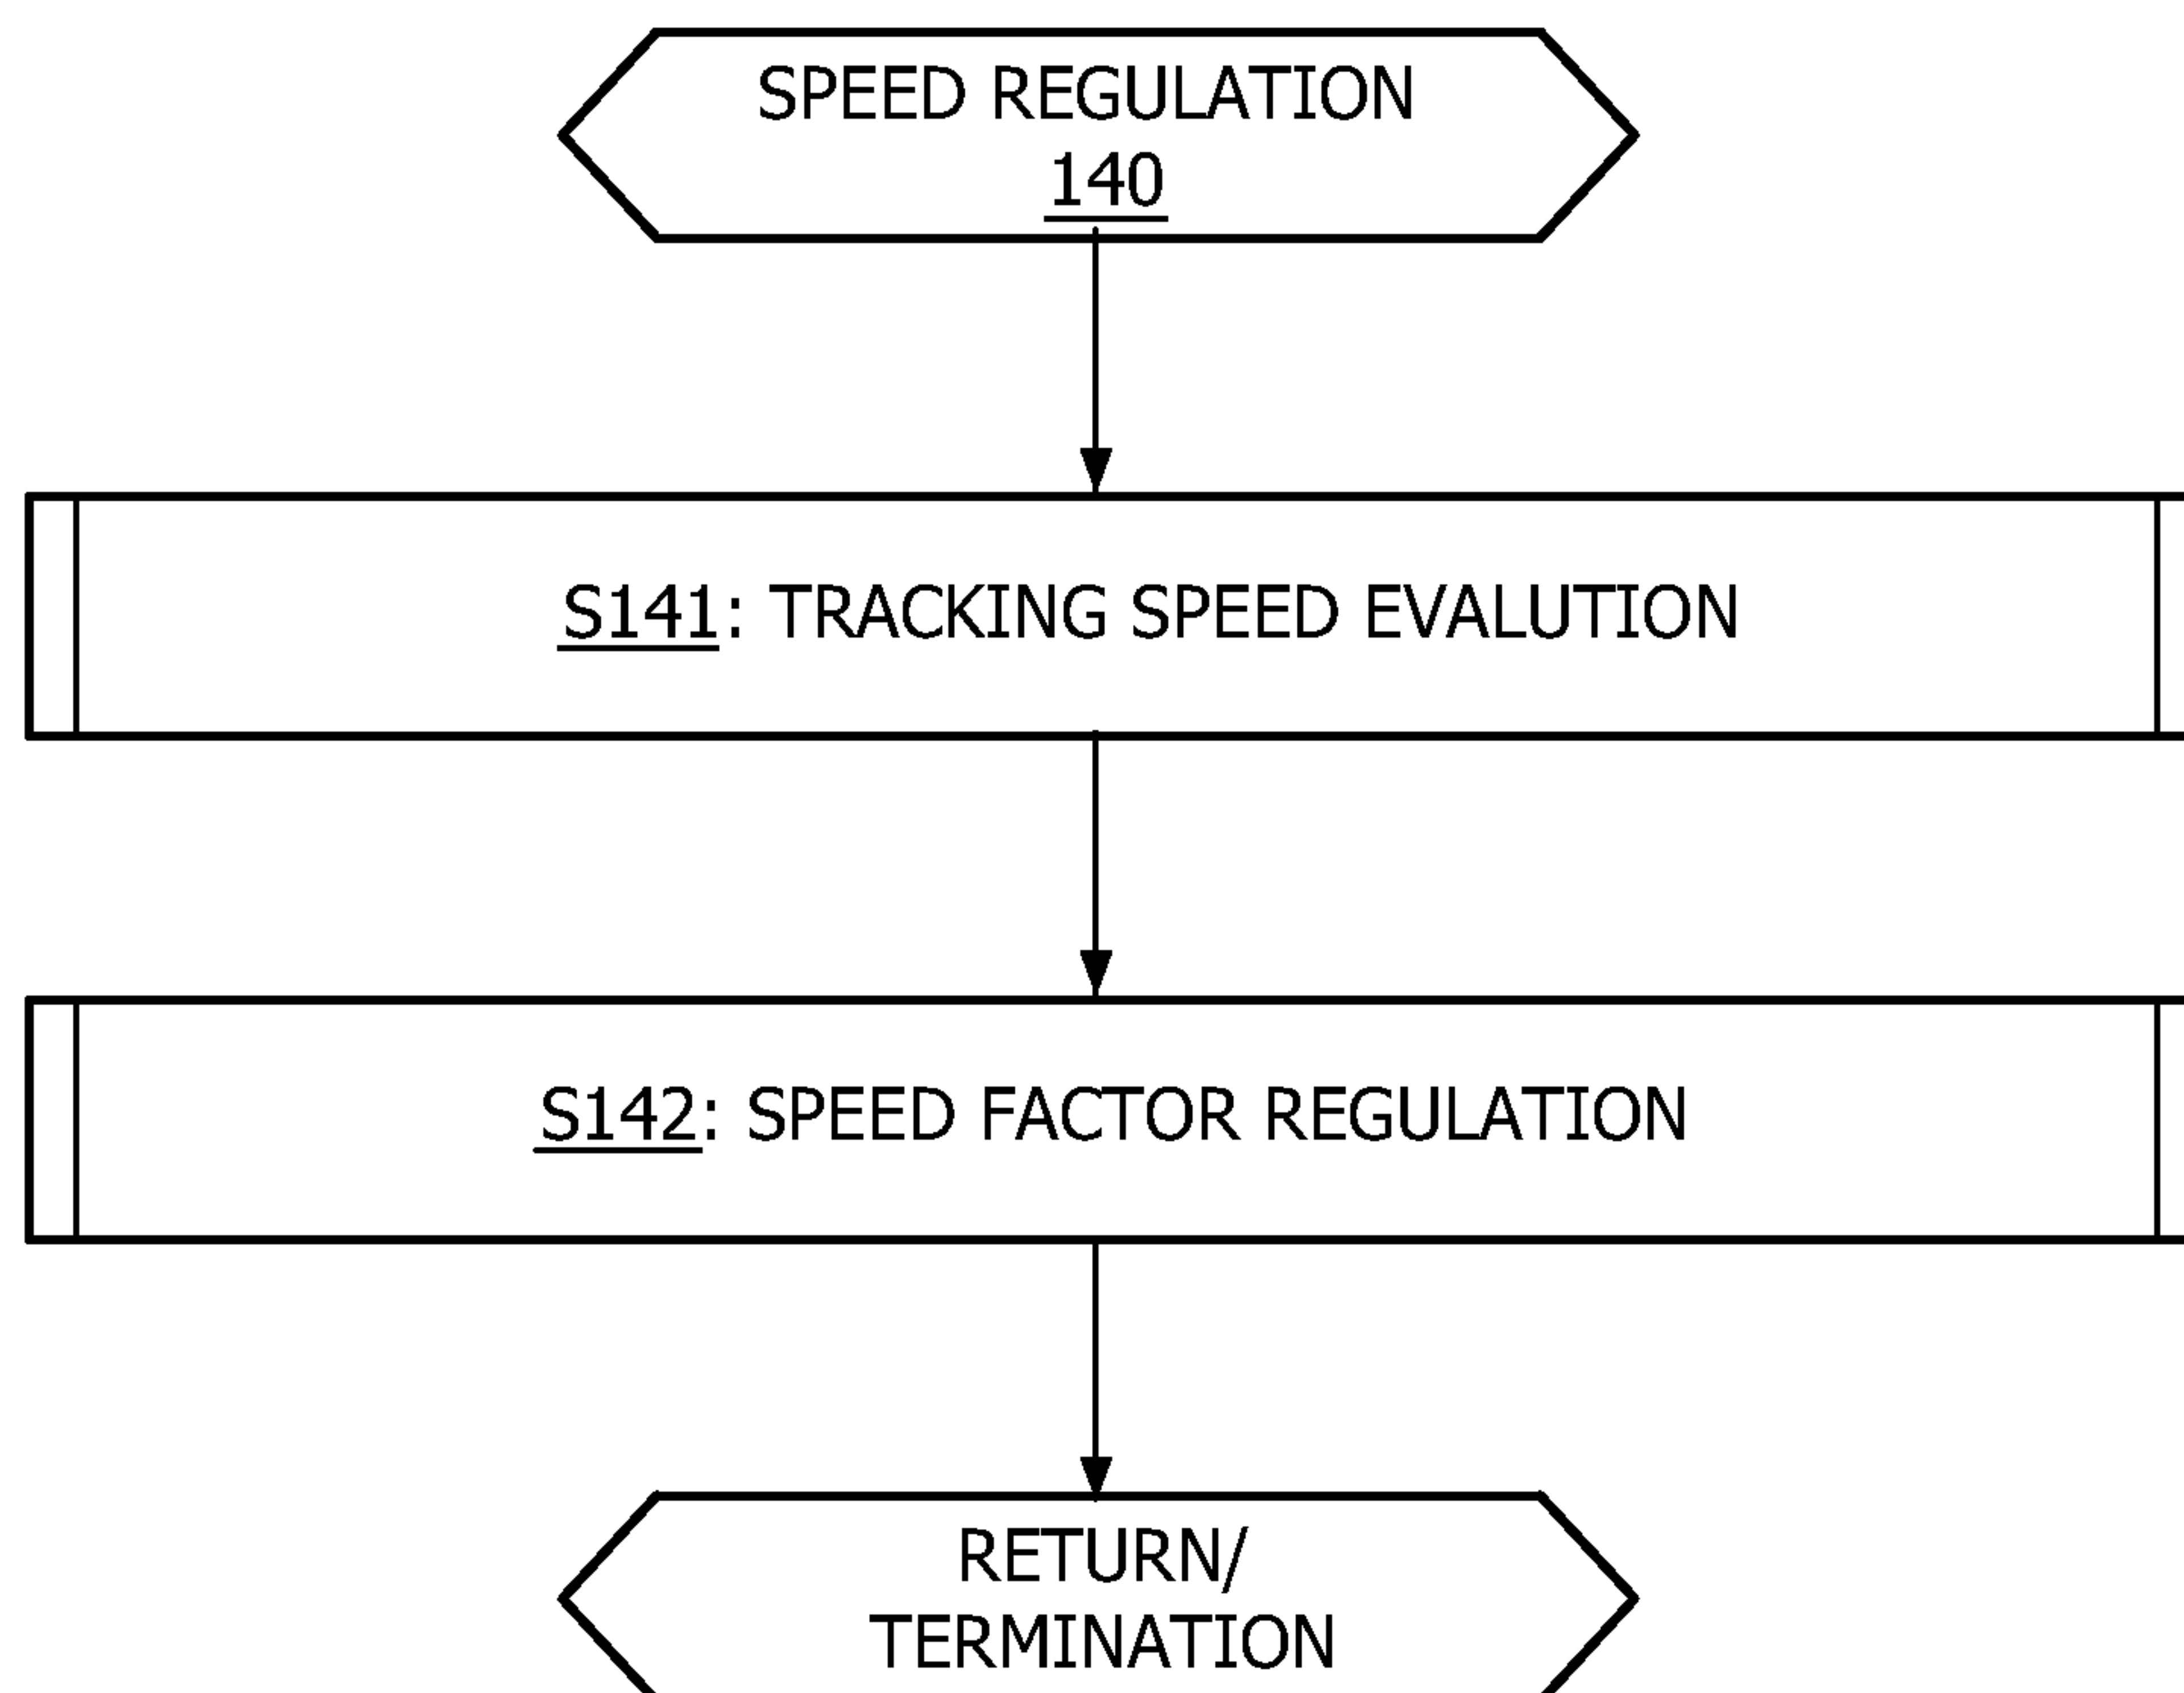 SPEED REGULATION
140
S141: TRACKING SPEED EVALUTION
S142: SPEED FACTOR REGULATION
RETURN/
TERMINATION